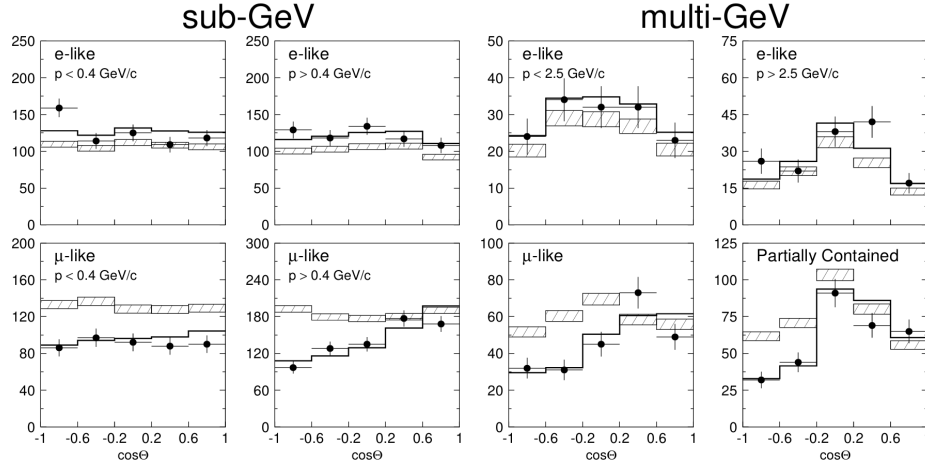 sub-GeV multi-GeV
e-like
p < 0.4 GeV/c
250
200
150
100
50
0
e-like
p > 0.4 GeV/c
250
200
150
100
50
0
e-like
p < 2.5 GeV/c
50
40
30
20
10
0
e-like
p > 2.5 GeV/c
75
60
45
30
15
0
μ-like
p < 0.4 GeV/c
200
160
120
80
40
0
-1 -0.6 -0.2 0.2 0.6 1
cosΘ
μ-like
p > 0.4 GeV/c
300
240
180
120
60
0
-1 -0.6 -0.2 0.2 0.6 1
cosΘ
μ-like
100
80
60
40
20
0
-1 -0.6 -0.2 0.2 0.6 1
cosΘ
Partially Contained
125
100
75
50
25
0
-1 -0.6 -0.2 0.2 0.6 1
cosΘ